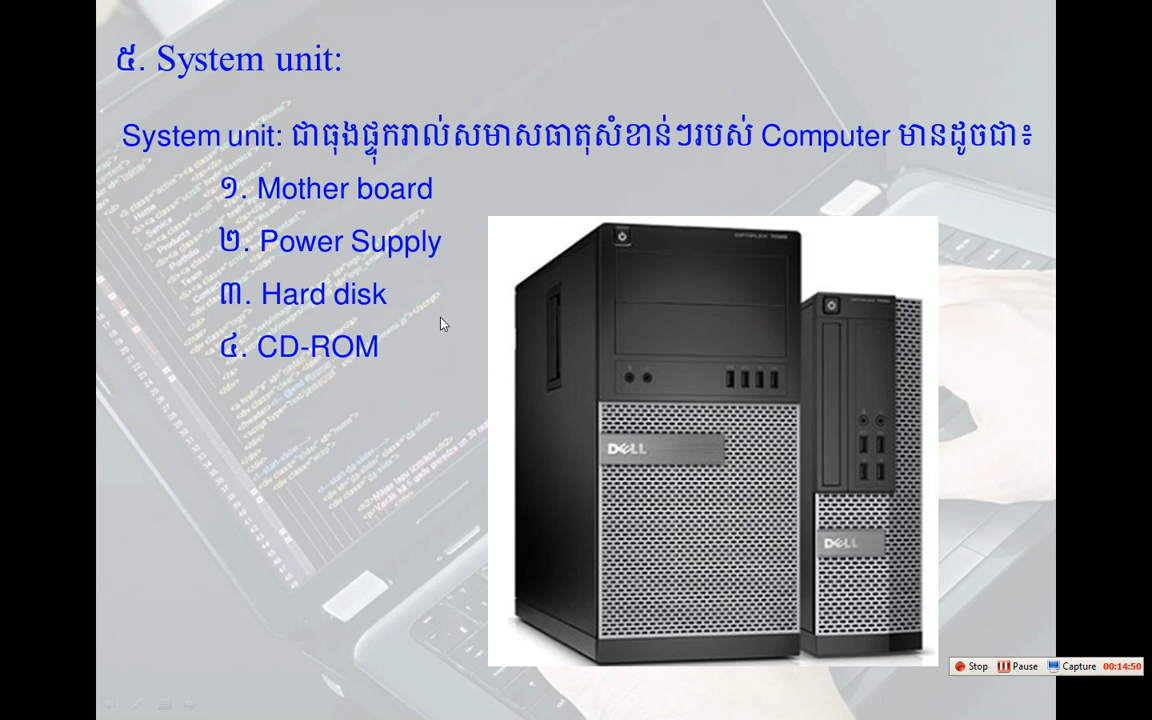 ៥. System unit:
System unit: ជាធុងផ្ទុករាល់សមាសធាតុសំខាន់ៗរបស់ Computer មានដូចជា៖
១. Mother board
២. Power Supply
៣. Hard disk
៤. CD-ROM
DELL
DELL
Stop Pause Capture 00:14:50